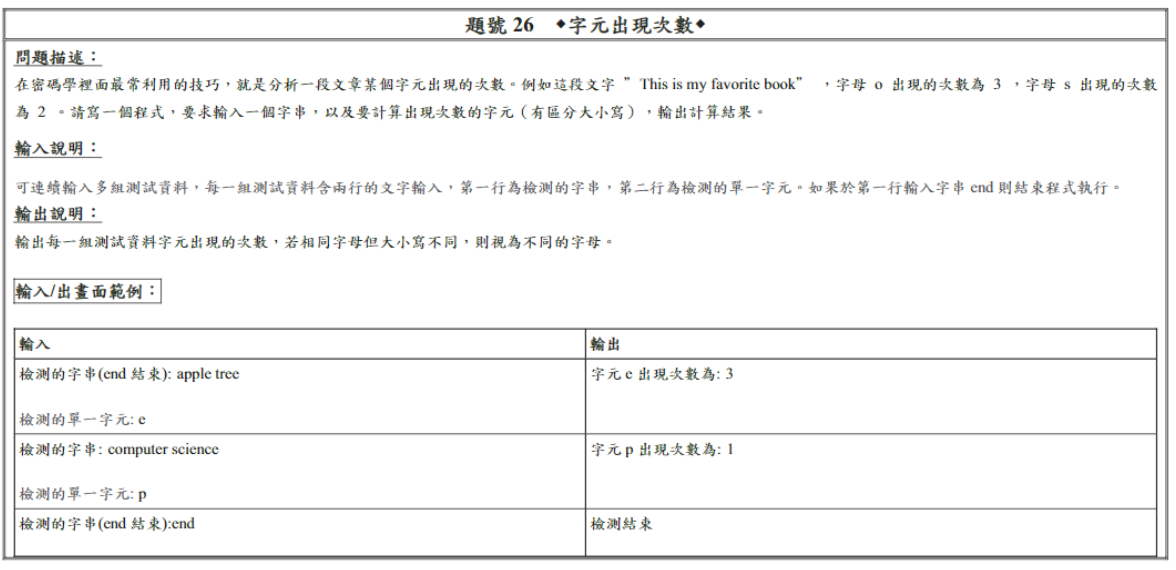 題號 26 ◆字元出現次數◆
問題描述：
在密碼學裡面最常利用的技巧，就是分析一段文章某個字元出現的次數。例如這段文字 ” This is my favorite book” ，字母 o 出現的次數為 3 ，字母 s 出現的次數
為 2 。請寫一個程式，要求輸入一個字串，以及要計算出現次數的字元（有區分大小寫），輸出計算結果。
輸入說明：
可連續輸入多組測試資料，每一組測試資料含兩行的文字輸入，第一行為檢測的字串，第二行為檢測的單一字元。如果於第一行輸入字串 end 則結束程式執行。
輸出說明：
輸出每一組測試資料字元出現的次數，若相同字母但大小寫不同，則視為不同的字母。
輸入/出畫面範例：
輸入 輸出
檢測的字串(end 結束): apple tree 字元 e 出現次數為: 3
檢測的單一字元: e
檢測的字串: computer science 字元 p 出現次數為: 1
檢測的單一字元: p
檢測的字串(end 結束):end 檢測結束